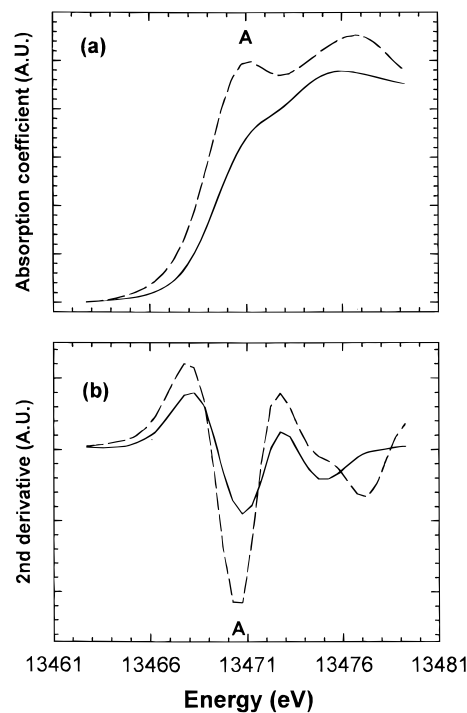 (a)
A
Absorption coefficient (A.U.)
(b)
A
2nd derivative (A.U.)
13461 13466 13471 13476 13481
Energy (eV)